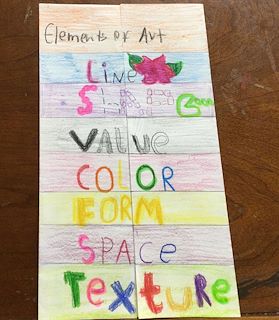 Elements of Art
Line
VALUE
COLOR
FORM
SPACE
Texture